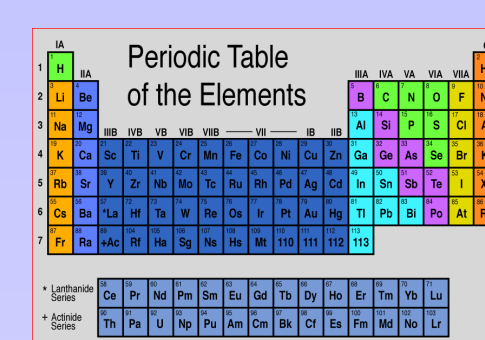 IA
Periodic Table
of the Elements
IIA IIIA IVA VA VIA VIIA
1 1 H 2
2 3 Li 4 Be 5 B 6 C 7 N 8 O 9 F 10
3 11 Na 12 Mg IIIB IVB VB VIB VIIB VII IB IIB 13 Al 14 Si 15 P 16 S 17 Cl 18
4 19 K 20 Ca 21 Sc 22 Ti 23 V 24 Cr 25 Mn 26 Fe 27 Co 28 Ni 29 Cu 30 Zn 31 Ga 32 Ge 33 As 34 Se 35 Br 36
5 37 Rb 38 Sr 39 Y 40 Zr 41 Nb 42 Mo 43 Tc 44 Ru 45 Rh 46 Pd 47 Ag 48 Cd 49 In 50 Sn 51 Sb 52 Te 53 I 54
6 55 Cs 56 Ba 57 *La 72 Hf 73 Ta 74 W 75 Re 76 Os 77 Ir 78 Pt 79 Au 80 Hg 81 Tl 82 Pb 83 Bi 84 Po 85 At 86
7 87 Fr 88 Ra 89 +Ac 104 Rf 105 Ha 106 Sg 107 Ns 108 Hs 109 Mt 110 110 111 111 112 112 113 113
* Lanthanide Series 58 Ce 59 Pr 60 Nd 61 Pm 62 Sm 63 Eu 64 Gd 65 Tb 66 Dy 67 Ho 68 Er 69 Tm 70 Yb 71 Lu
+ Actinide Series 90 Th 91 Pa 92 U 93 Np 94 Pu 95 Am 96 Cm 97 Bk 98 Cf 99 Es 100 Fm 101 Md 102 No 103 Lr